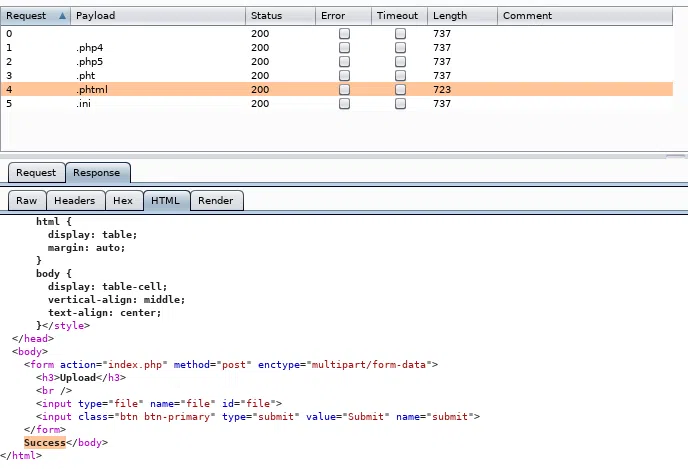 Request Payload Status Error Timeout Length Comment
0 200 737
1 .php4 200 737
2 .php5 200 737
3 .pht 200 737
4 .phtml 200 723
5 .ini 200 737
Request Response
Raw Headers Hex HTML Render
html {
display: table;
margin: auto;
}
body {
display: table-cell;
vertical-align: middle;
text-align: center;
}</style>
</head>
<body>
<form action="index.php" method="post" enctype="multipart/form-data">
<h3>Upload</h3>
<br />
<input type="file" name="file" id="file">
<input class="btn btn-primary" type="submit" value="Submit" name="submit">
</form>
Success</body>
</html>